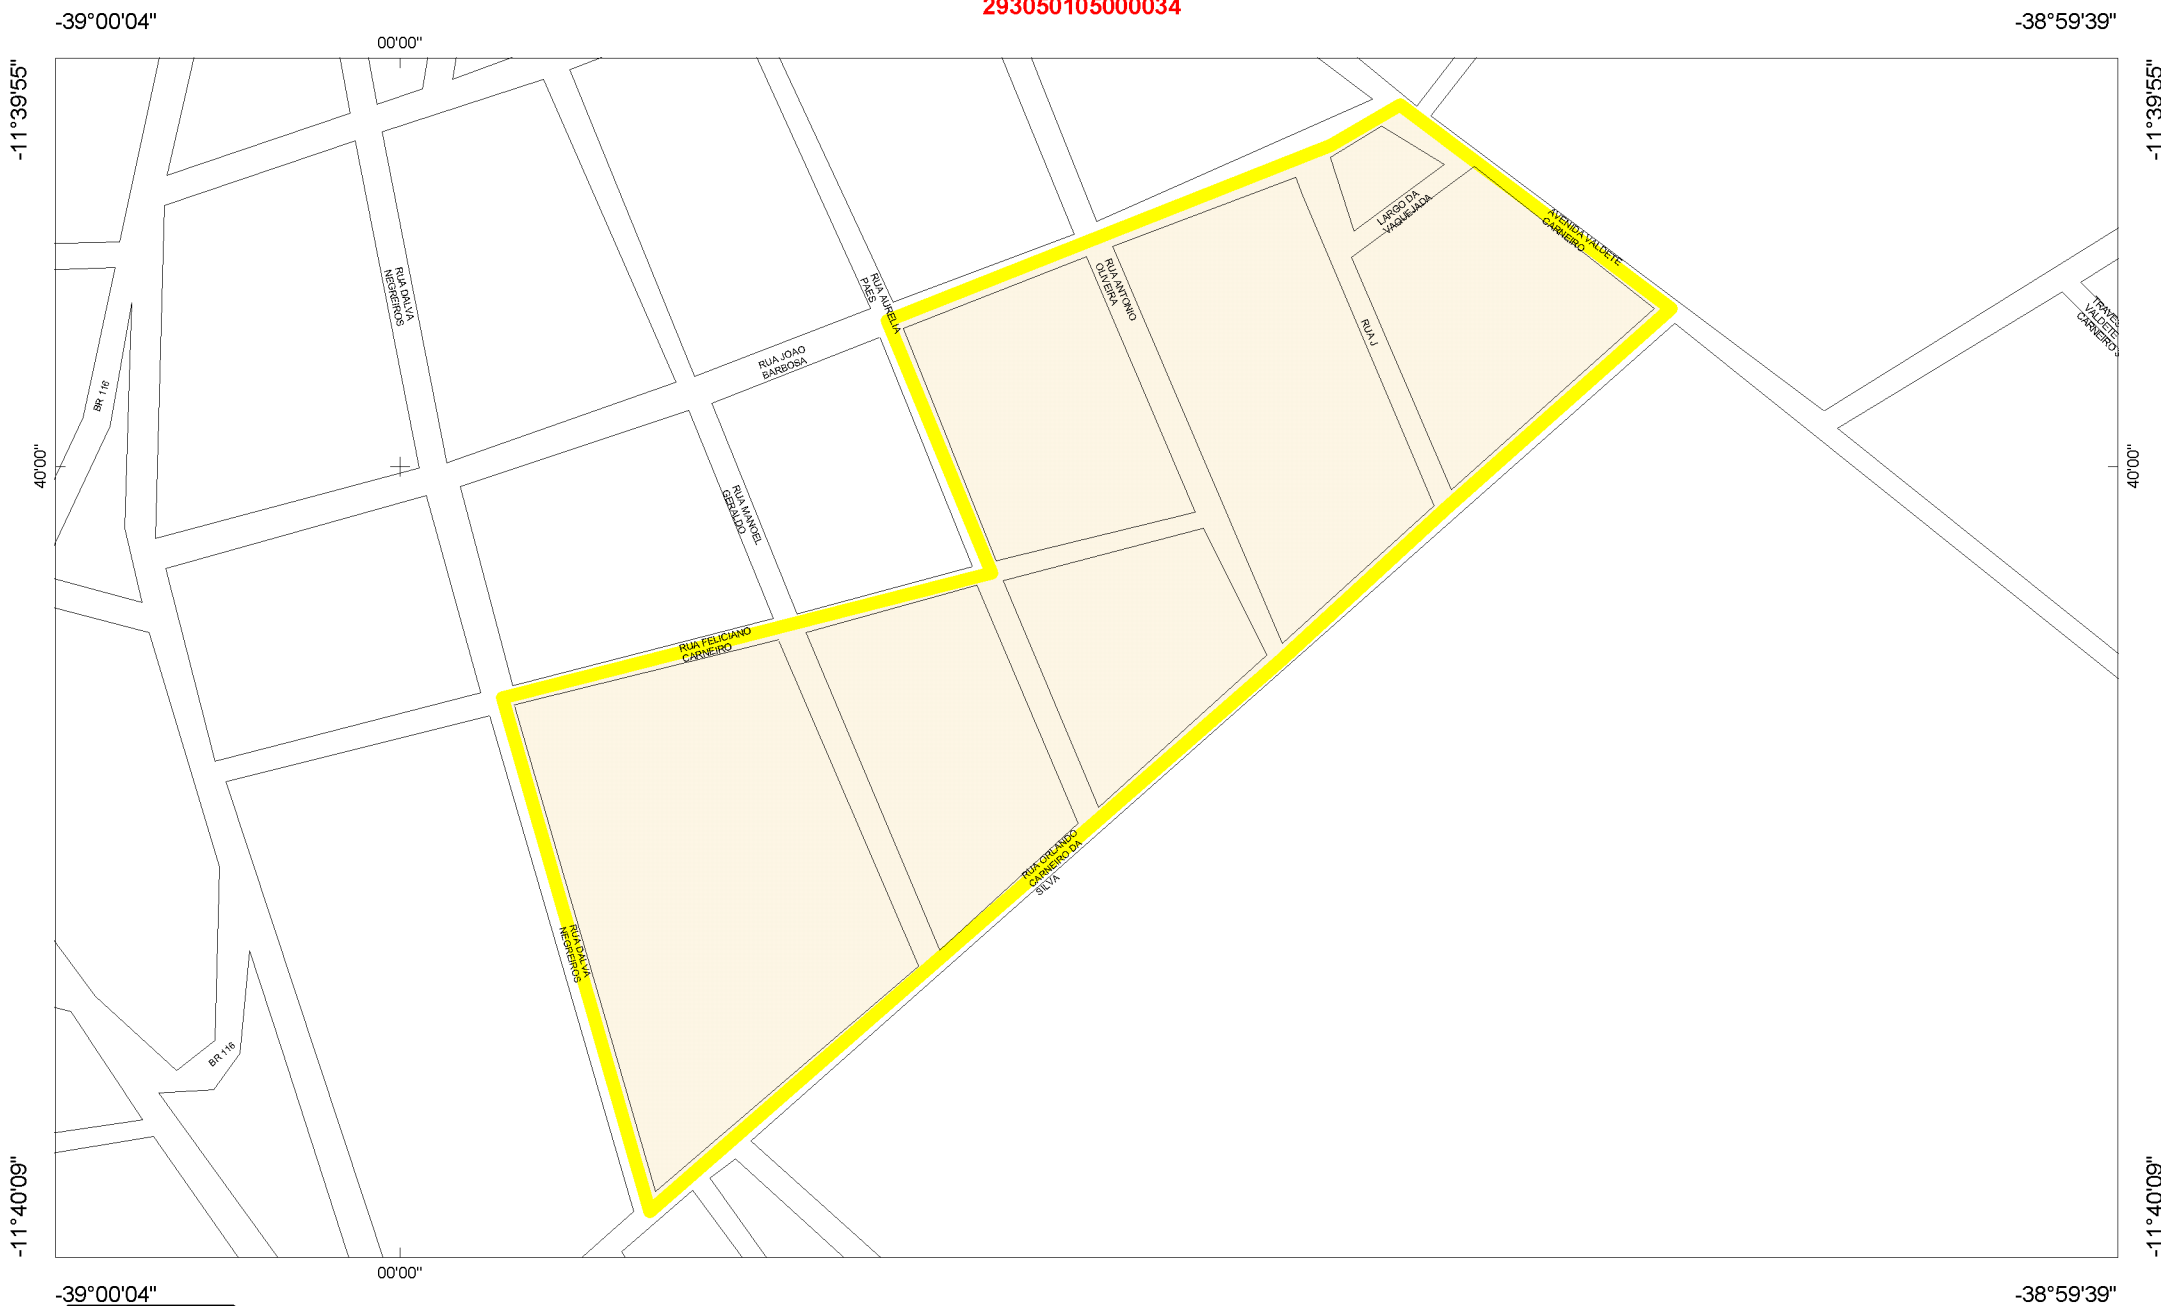 293050105000034
-39°00'04"
-38°59'39"
00'00"
-11°39'55"
-11°39'55"
LARGO DA
VAQUEJADA
AVENIDA VALDETE
CARNEIRO
RUA DALVA
NEGREIROS
RUA AURELIA
PAES
RUA ANTONIO
OLIVEIRA
RUA J
RUA JOAO
BARBOSA
BR 116
VALDETE
CARNEIRO
40'00"
40'00"
RUA MANOEL
GERALDO
RUA FELICIANO
CARNEIRO
RUA ORLANDO
CARNEIRO DA
SILVA
RUA DALVA
NEGREIROS
BR 116
-11°40'09"
-11°40'09"
00'00"
-39°00'04"
-38°59'39"